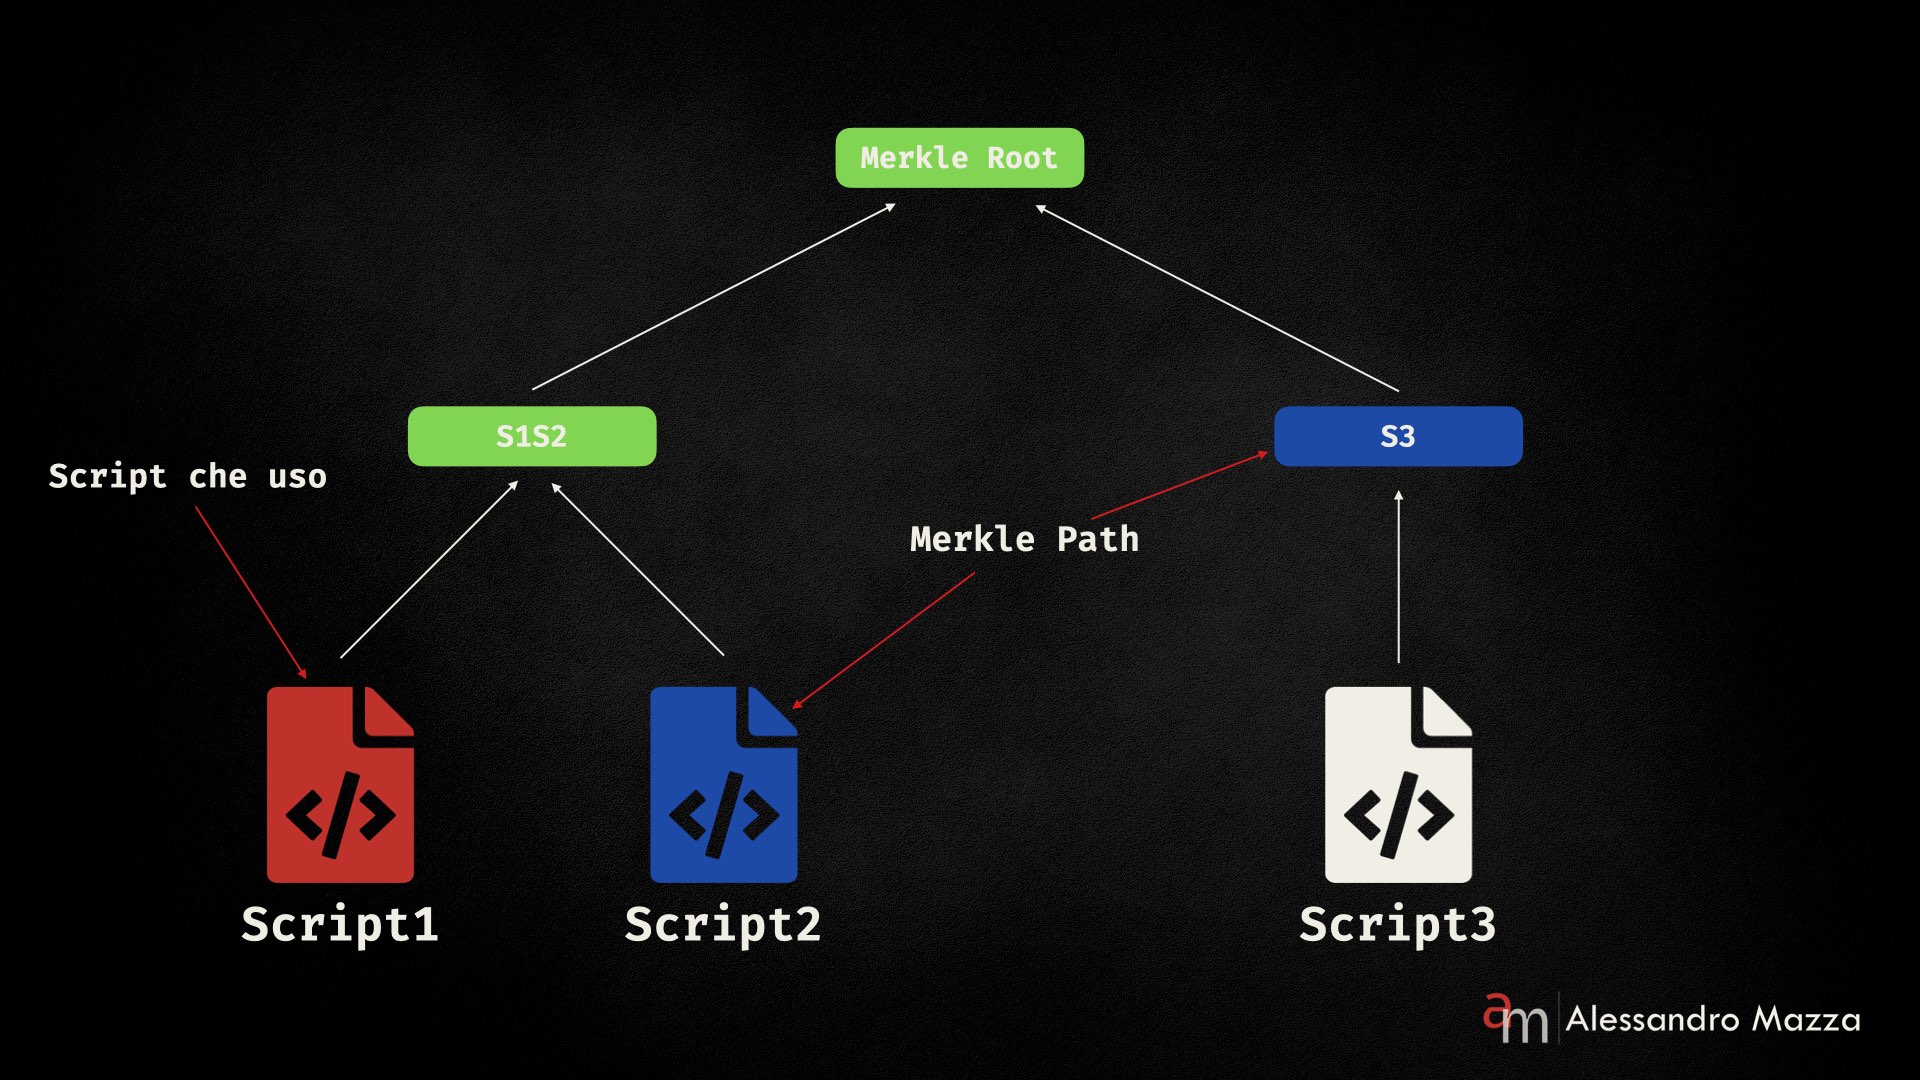 Merkle Root
S1S2
S3
Script che uso
Merkle Path
Script1
Script2
Script3
am
Alessandro Mazza